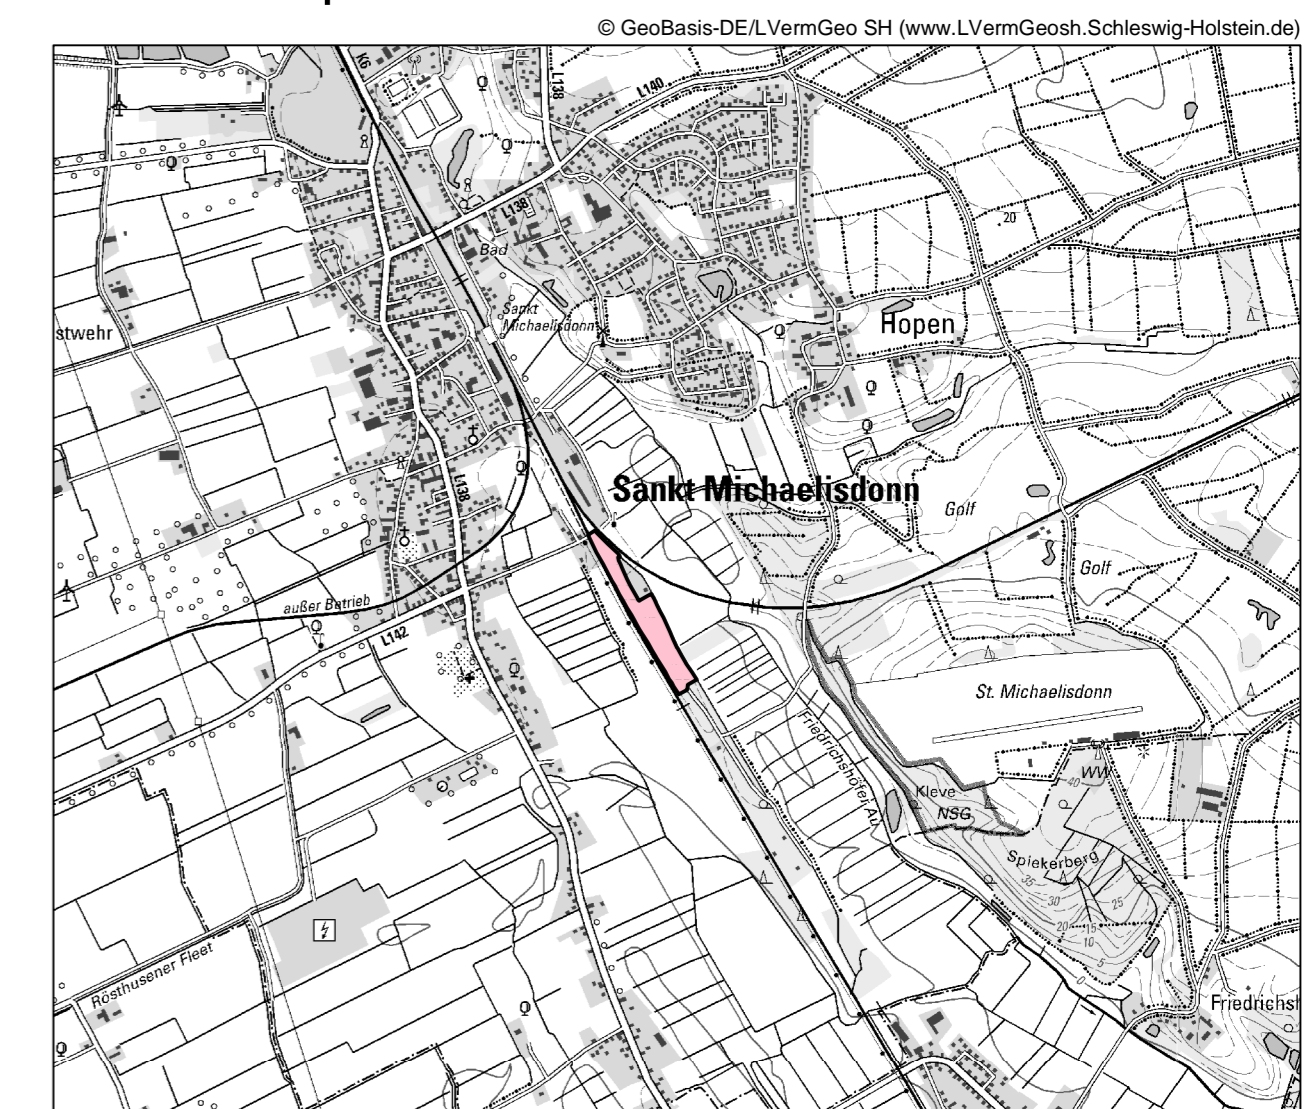 © GeoBasis-DE/LVermGeo SH (www.LVermGeosh.Schleswig-Holstein.de)
K6
L138
L140
L138
20
Bad
Sankt
Michaelisdonn
stwehr
Hopen
Sankt Michaelisdonn
L138
Golf
Golf
außer Betrieb
L142
St. Michaelisdonn
Friedrichshöfer Au
WW
40
Kleve
NSG
Spiekerberg
35
30
25
20
15
10
5
0
Rösthusener Fleet
Friedrichsh